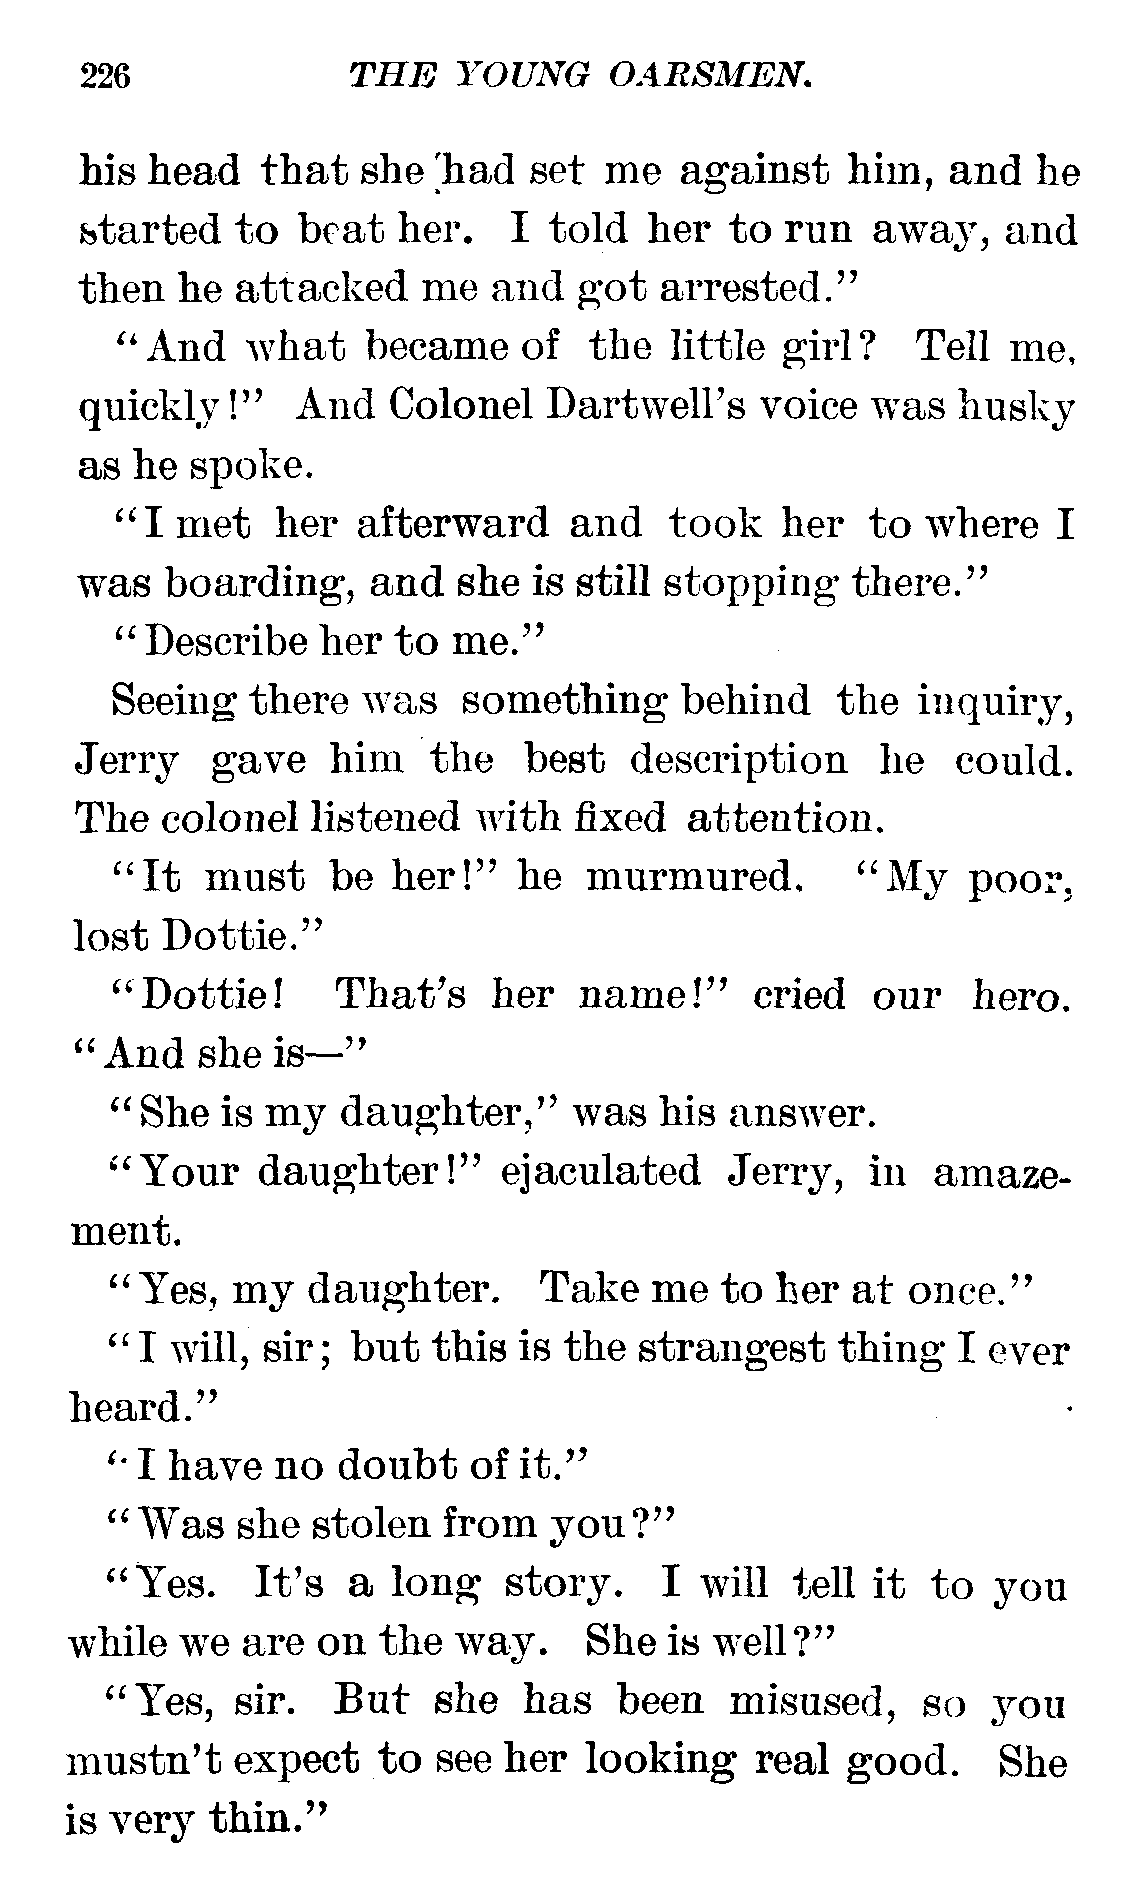 226 THE YOUNG OARSMEN.
his head that she had set me against him, and he
started to beat her. I told her to run away, and
then he attacked me and got arrested."
"And what became of the little girl? Tell me,
quickly!" And Colonel Dartwell's voice was husky
as he spoke.
"I met her afterward and took her to where I
was boarding, and she is still stopping there."
"Describe her to me."
Seeing there was something behind the inquiry,
Jerry gave him the best description he could.
The colonel listened with fixed attention.
"It must be her!" he murmured. "My poor,
lost Dottie."
"Dottie! That's her name!" cried our hero.
"And she is—"
"She is my daughter," was his answer.
"Your daughter!" ejaculated Jerry, in amaze-
ment.
"Yes, my daughter. Take me to her at once."
"I will, sir; but this is the strangest thing I ever
heard."
"I have no doubt of it."
"Was she stolen from you?"
"Yes. It's a long story. I will tell it to you
while we are on the way. She is well?"
"Yes, sir. But she has been misused, so you
mustn't expect to see her looking real good. She
is very thin."